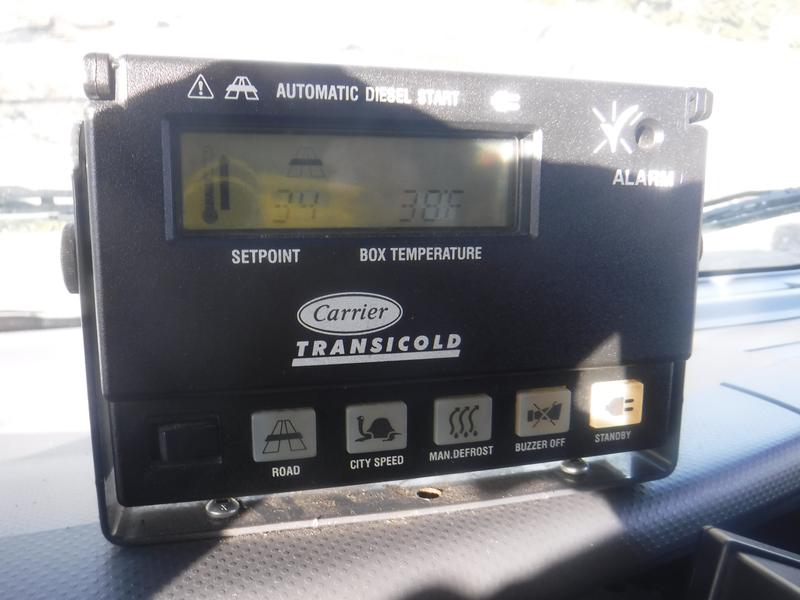 AUTOMATIC DIESEL START
ALARM
34 38F
SETPOINT BOX TEMPERATURE
Carrier
TRANSICOLD
ROAD
CITY SPEED
MAN.DEFROST
BUZZER OFF
STANDBY